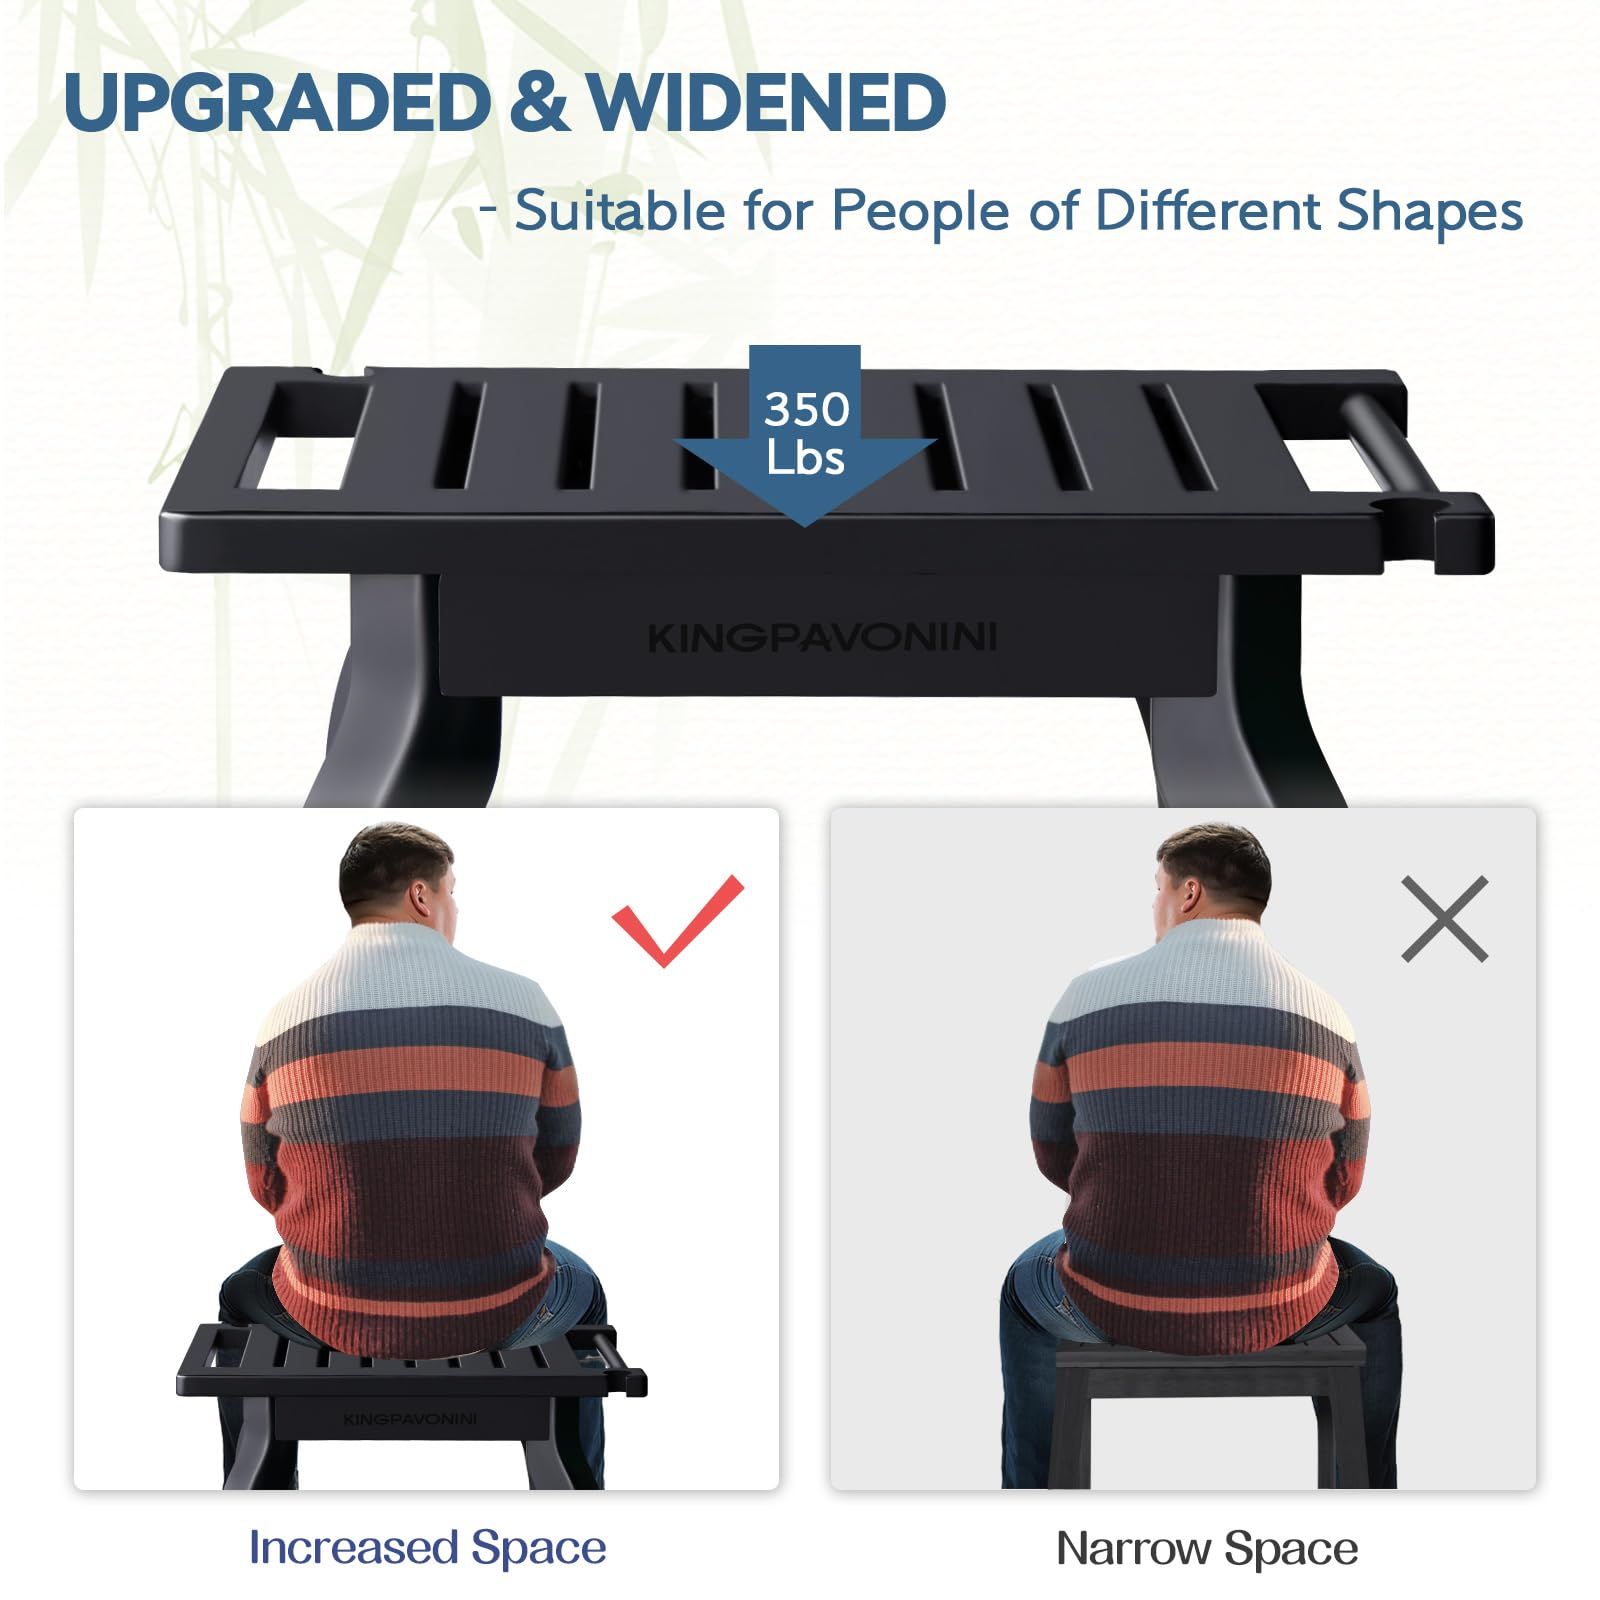 UPGRADED & WIDENED
- Suitable for People of Different Shapes
350
Lbs
KINGPAVONINI
KINGPAVONINI
Increased Space
Narrow Space